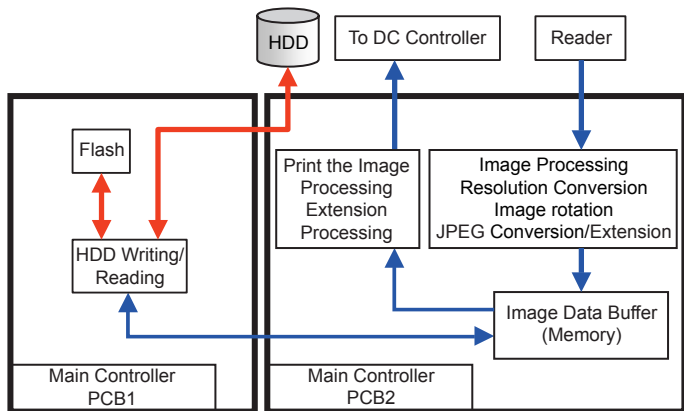 HDD
To DC Controller
Reader
Flash
HDD Writing/
Reading
Print the Image
Processing
Extension
Processing
Image Processing
Resolution Conversion
Image rotation
JPEG Conversion/Extension
Image Data Buffer
(Memory)
Main Controller
PCB1
Main Controller
PCB2